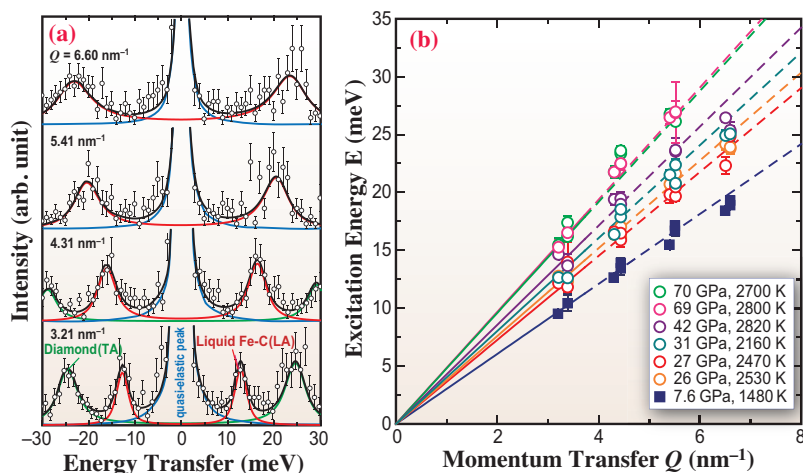 (a)
Q = 6.60 nm⁻¹
5.41 nm⁻¹
4.31 nm⁻¹
3.21 nm⁻¹
Diamond(TA)
quasi-elastic peak
Liquid Fe-C(LA)
Intensity (arb. unit)
−30 −20 −10 0 10 20 30
Energy Transfer (meV)
(b)
Excitation Energy E (meV)
35
30
25
20
15
10
5
0
70 GPa, 2700 K
69 GPa, 2800 K
42 GPa, 2820 K
31 GPa, 2160 K
27 GPa, 2470 K
26 GPa, 2530 K
7.6 GPa, 1480 K
0 2 4 6 8
Momentum Transfer Q (nm⁻¹)